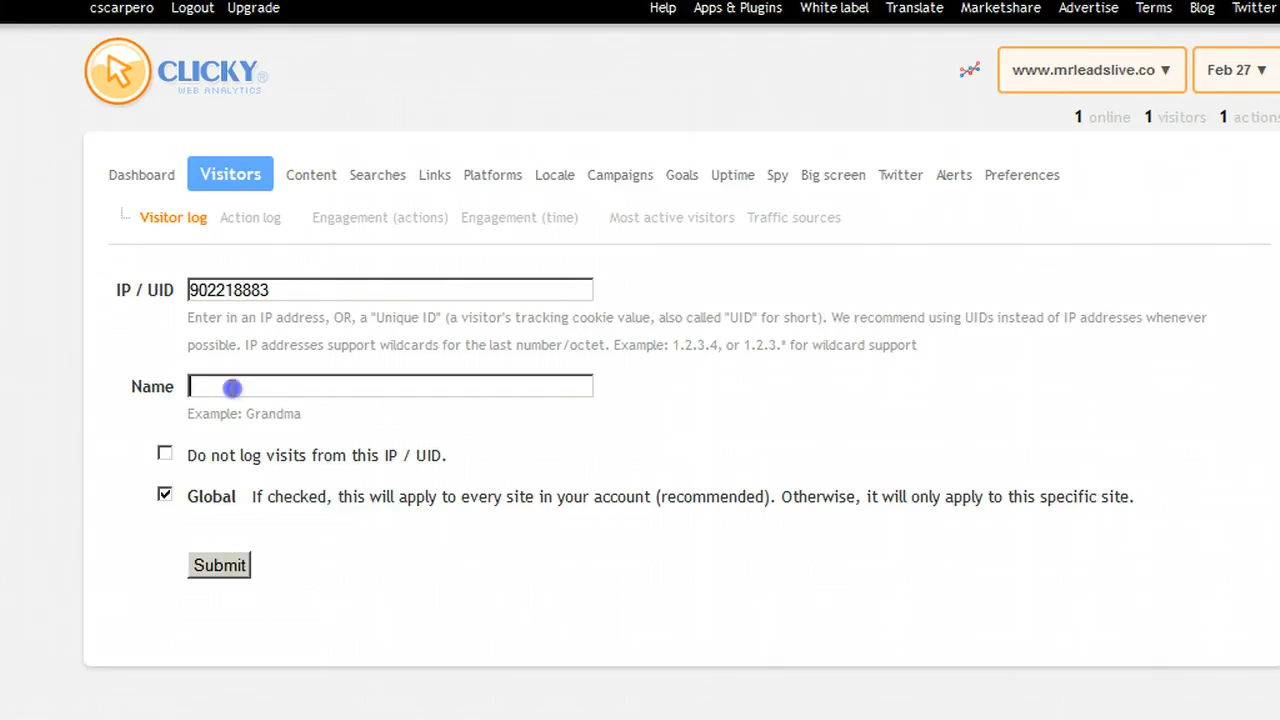 cscarpero Logout Upgrade Help Apps & Plugins White label Translate Marketshare Advertise Terms Blog Twitter
CLICKY®
WEB ANALYTICS
www.mrleadslive.co ▼ Feb 27 ▼
1 online 1 visitors 1 actions
Dashboard Visitors Content Searches Links Platforms Locale Campaigns Goals Uptime Spy Big screen Twitter Alerts Preferences
Visitor log Action log Engagement (actions) Engagement (time) Most active visitors Traffic sources
IP / UID 902218883
Enter in an IP address, OR, a "Unique ID" (a visitor's tracking cookie value, also called "UID" for short). We recommend using UIDs instead of IP addresses whenever
possible. IP addresses support wildcards for the last number/octet. Example: 1.2.3.4, or 1.2.3.* for wildcard support
Name
Example: Grandma
Do not log visits from this IP / UID.
Global If checked, this will apply to every site in your account (recommended). Otherwise, it will only apply to this specific site.
Submit